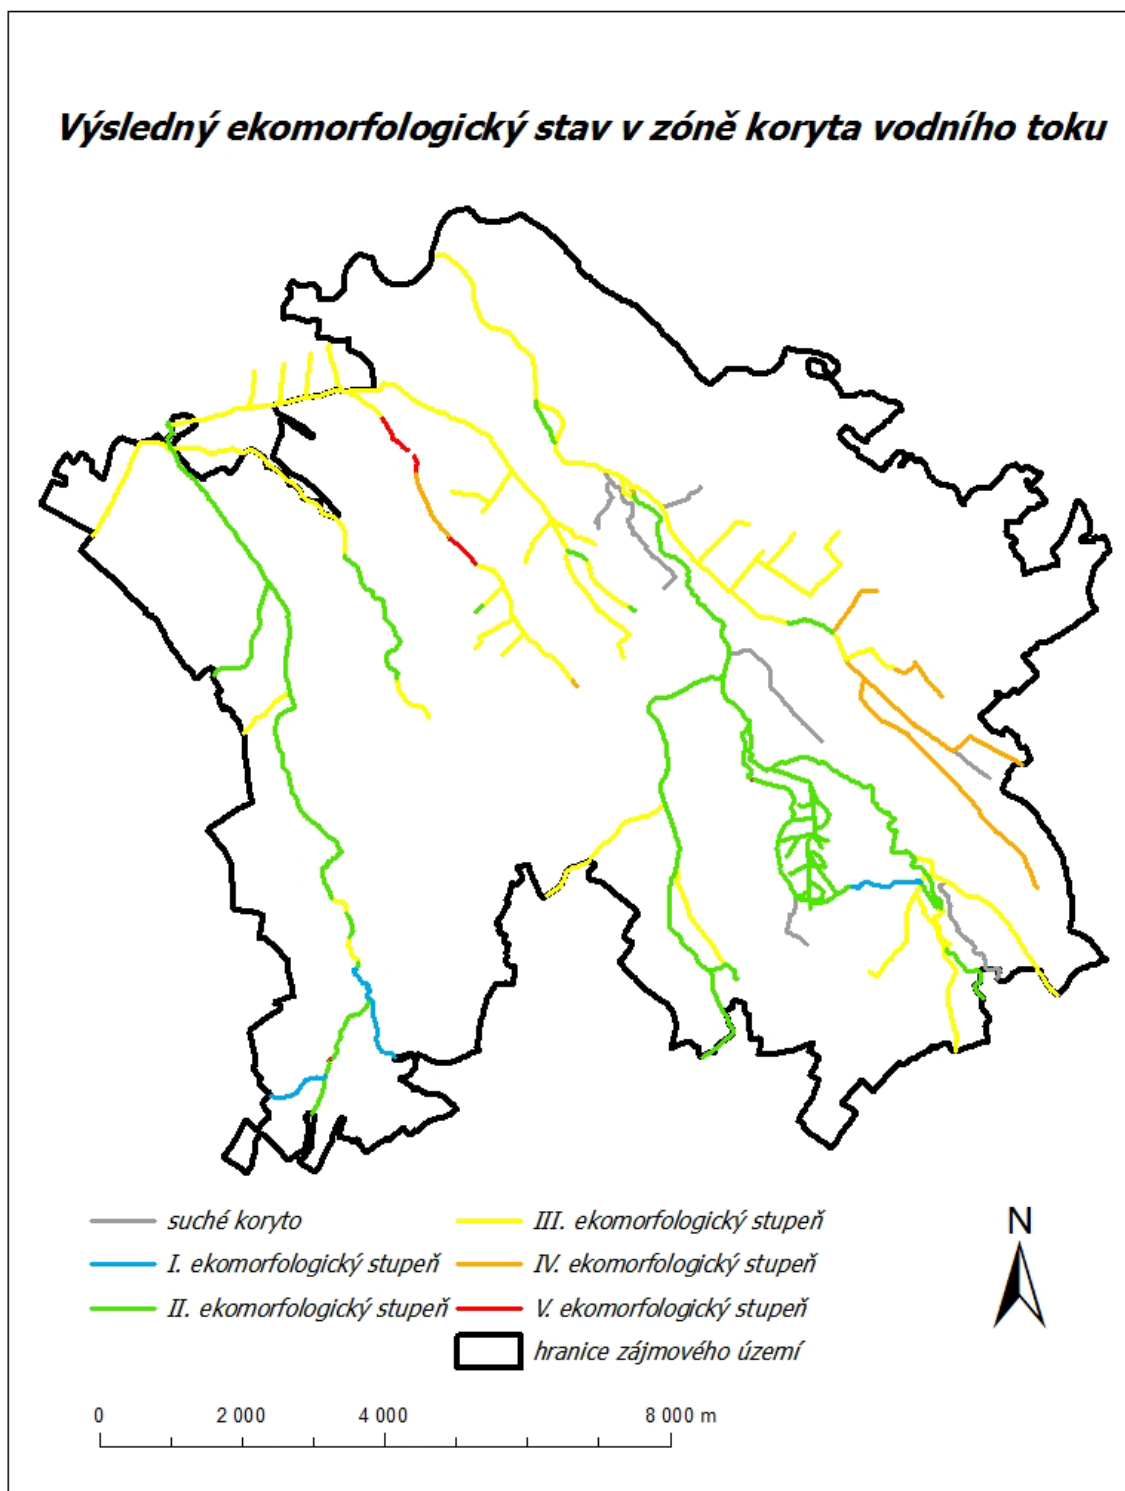 Výsledný ekomorfologický stav v zóně koryta vodního toku
suché koryto
I. ekomorfologický stupeň
II. ekomorfologický stupeň
III. ekomorfologický stupeň
IV. ekomorfologický stupeň
V. ekomorfologický stupeň
hranice zájmového území
N
0 2 000 4 000 8 000 m